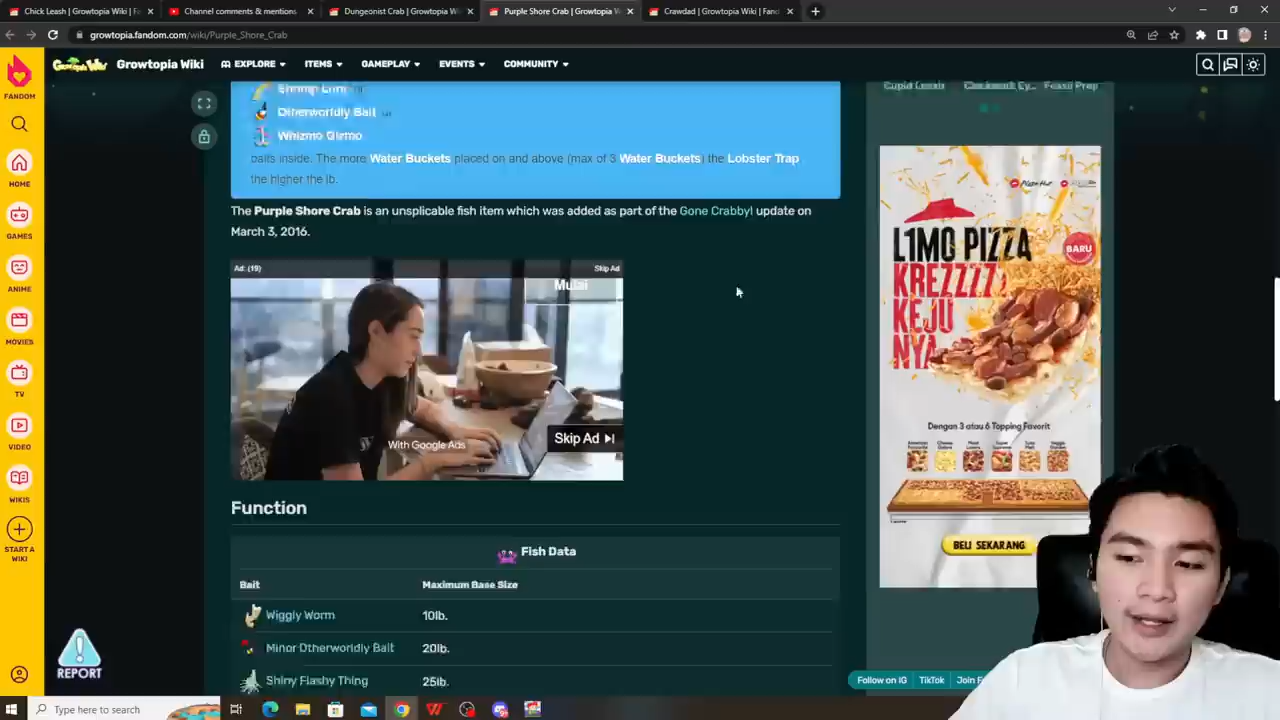 Chick Leash | Growtopia Wiki | Fa
Channel comments & mentions
Dungeonist Crab | Growtopia Wi
Purple Shore Crab | Growtopia W
Crawdad | Growtopia Wiki | Fand
growtopia.fandom.com/wiki/Purple_Shore_Crab
FANDOM
Growtopia Wiki
EXPLORE
ITEMS
GAMEPLAY
EVENTS
COMMUNITY
HOME
GAMES
ANIME
MOVIES
TV
VIDEO
WIKIS
START A
WIKI
Shrimp Lure
Otherworldly Bait
Whizmo Gizmo
baits inside. The more Water Buckets placed on and above (max of 3 Water Buckets) the Lobster Trap
the higher the lb.
The Purple Shore Crab is an unsplicable fish item which was added as part of the Gone Crabby! update on
March 3, 2016.
Ad: (19)
Skip Ad
Mulai
With Google Ads
Skip Ad
Function
Fish Data
Bait
Maximum Base Size
Wiggly Worm
10lb.
Minor Otherworldly Bait
20lb.
Shiny Flashy Thing
25lb.
Pizza Hut
L1MO PIZZA
KREZZZZ
KEJU
NYA
BARU
Dengan 3 atau 6 Topping Favorit
BELI SEKARANG
Follow on IG
TikTok
Join F
REPORT
Type here to search